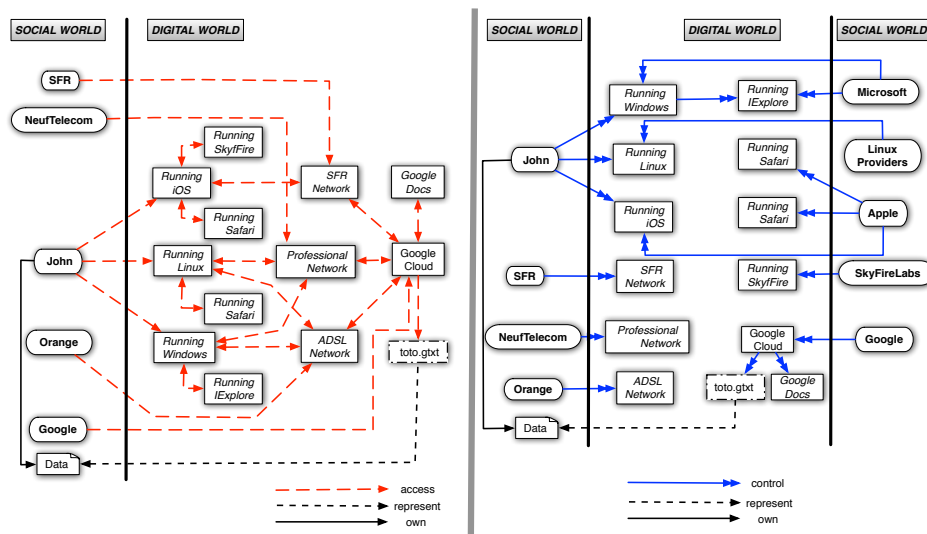 SOCIAL WORLD
DIGITAL WORLD
SFR
NeufTelecom
Running
SkyfFire
Running
iOS
SFR
Network
Google
Docs
Running
Safari
John
Running
Linux
Professional
Network
Google
Cloud
Running
Safari
Orange
Running
Windows
ADSL
Network
toto.gtxt
Running
IExplore
Google
Data
access
represent
own
SOCIAL WORLD
DIGITAL WORLD
SOCIAL WORLD
Running
Windows
Running
IExplore
Microsoft
John
Running
Linux
Running
Safari
Linux
Providers
Running
iOS
Running
Safari
Apple
SFR
SFR
Network
Running
SkyfFire
SkyFireLabs
NeufTelecom
Professional
Network
Google
Cloud
Google
Orange
ADSL
Network
toto.gtxt
Google
Docs
Data
control
represent
own